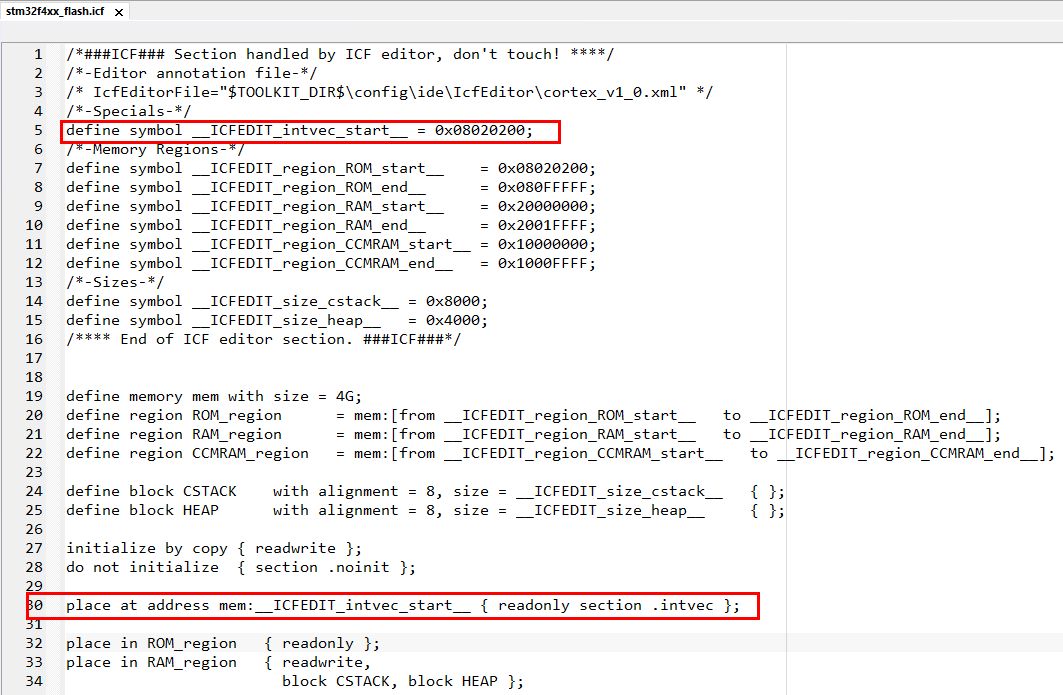 stm32f4xx_flash.icf ×
1 /*###ICF### Section handled by ICF editor, don't touch! ****/
2 /*-Editor annotation file-*/
3 /* IcfEditorFile="$TOOLKIT_DIR$\config\ide\IcfEditor\cortex_v1_0.xml" */
4 /*-Specials-*/
5 define symbol __ICFEDIT_intvec_start__ = 0x08020200;
6 /*-Memory Regions-*/
7 define symbol __ICFEDIT_region_ROM_start__    = 0x08020200;
8 define symbol __ICFEDIT_region_ROM_end__      = 0x080FFFFF;
9 define symbol __ICFEDIT_region_RAM_start__    = 0x20000000;
10 define symbol __ICFEDIT_region_RAM_end__      = 0x2001FFFF;
11 define symbol __ICFEDIT_region_CCMRAM_start__ = 0x10000000;
12 define symbol __ICFEDIT_region_CCMRAM_end__   = 0x1000FFFF;
13 /*-Sizes-*/
14 define symbol __ICFEDIT_size_cstack__ = 0x8000;
15 define symbol __ICFEDIT_size_heap__   = 0x4000;
16 /**** End of ICF editor section. ###ICF###*/
17
18
19 define memory mem with size = 4G;
20 define region ROM_region      = mem:[from __ICFEDIT_region_ROM_start__   to __ICFEDIT_region_ROM_end__];
21 define region RAM_region      = mem:[from __ICFEDIT_region_RAM_start__   to __ICFEDIT_region_RAM_end__];
22 define region CCMRAM_region   = mem:[from __ICFEDIT_region_CCMRAM_start__   to __ICFEDIT_region_CCMRAM_end__];
23
24 define block CSTACK    with alignment = 8, size = __ICFEDIT_size_cstack__   { };
25 define block HEAP      with alignment = 8, size = __ICFEDIT_size_heap__     { };
26
27 initialize by copy { readwrite };
28 do not initialize  { section .noinit };
29
30 place at address mem:__ICFEDIT_intvec_start__ { readonly section .intvec };
31
32 place in ROM_region   { readonly };
33 place in RAM_region   { readwrite,
34                         block CSTACK, block HEAP };